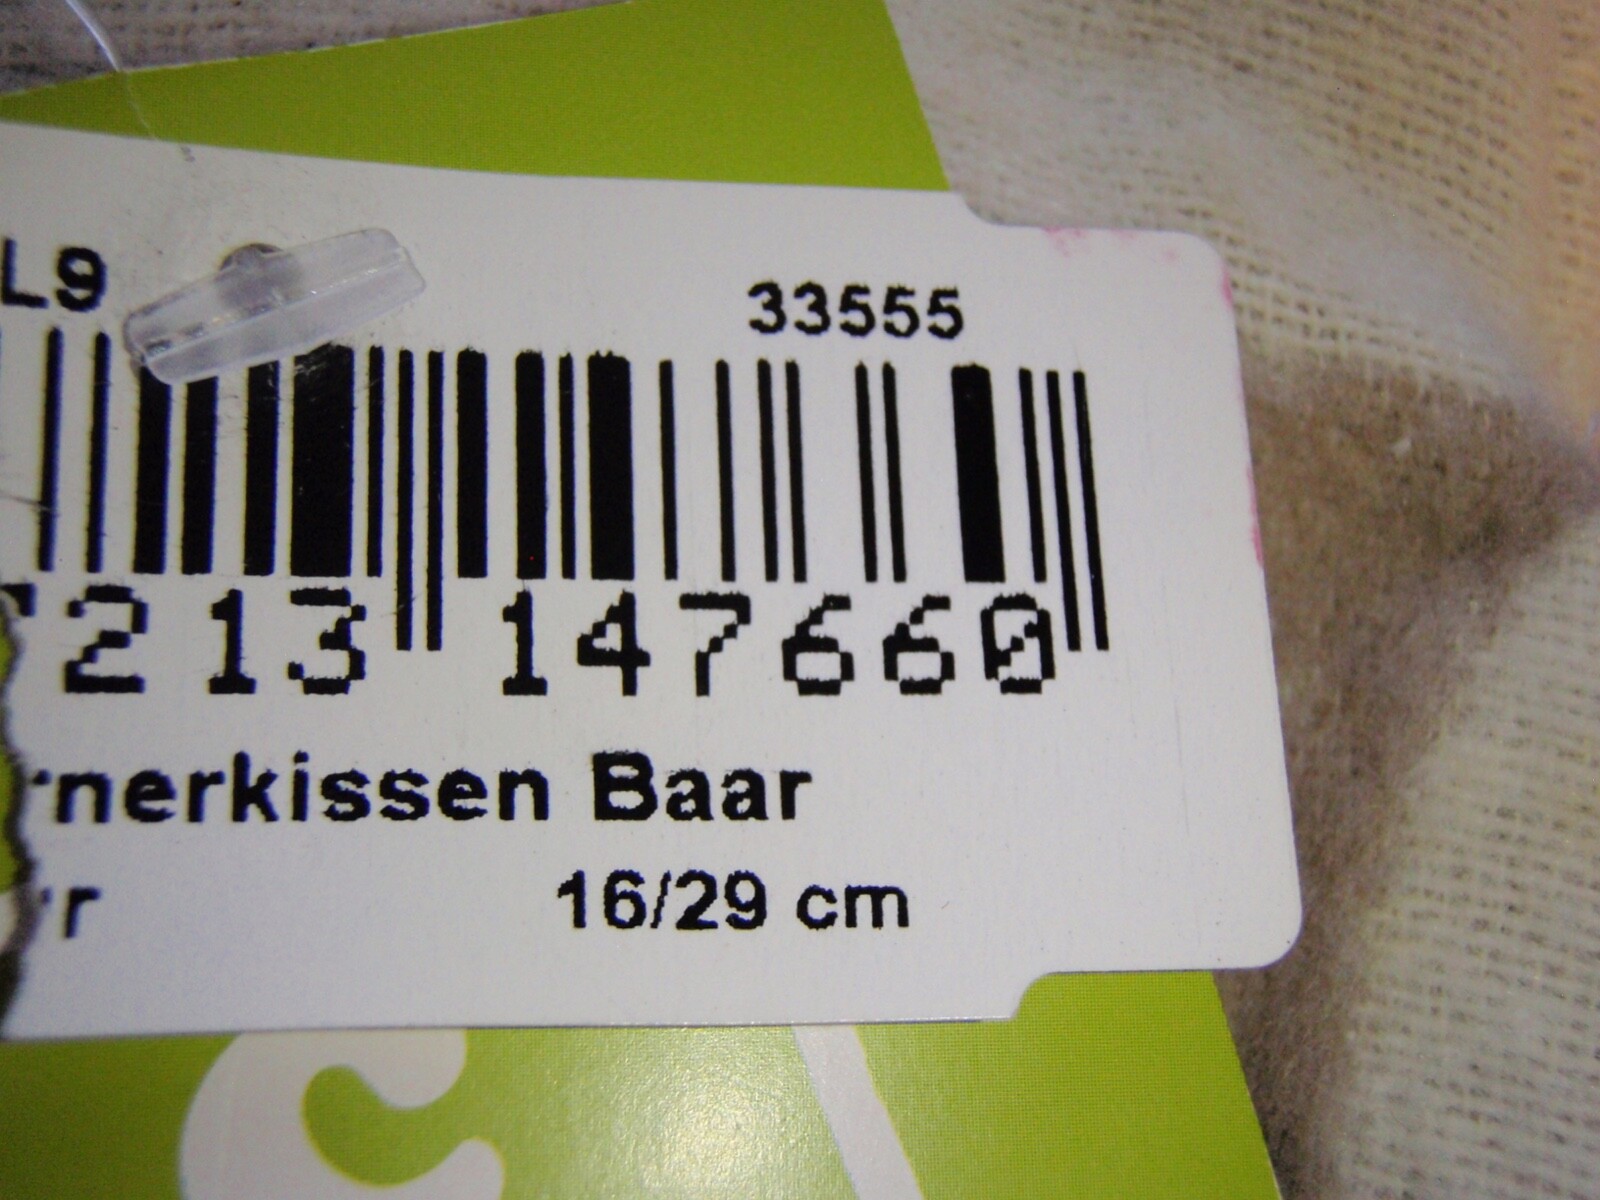 L9
33555
213 147660
rnerkissen Baar
r 16/29 cm